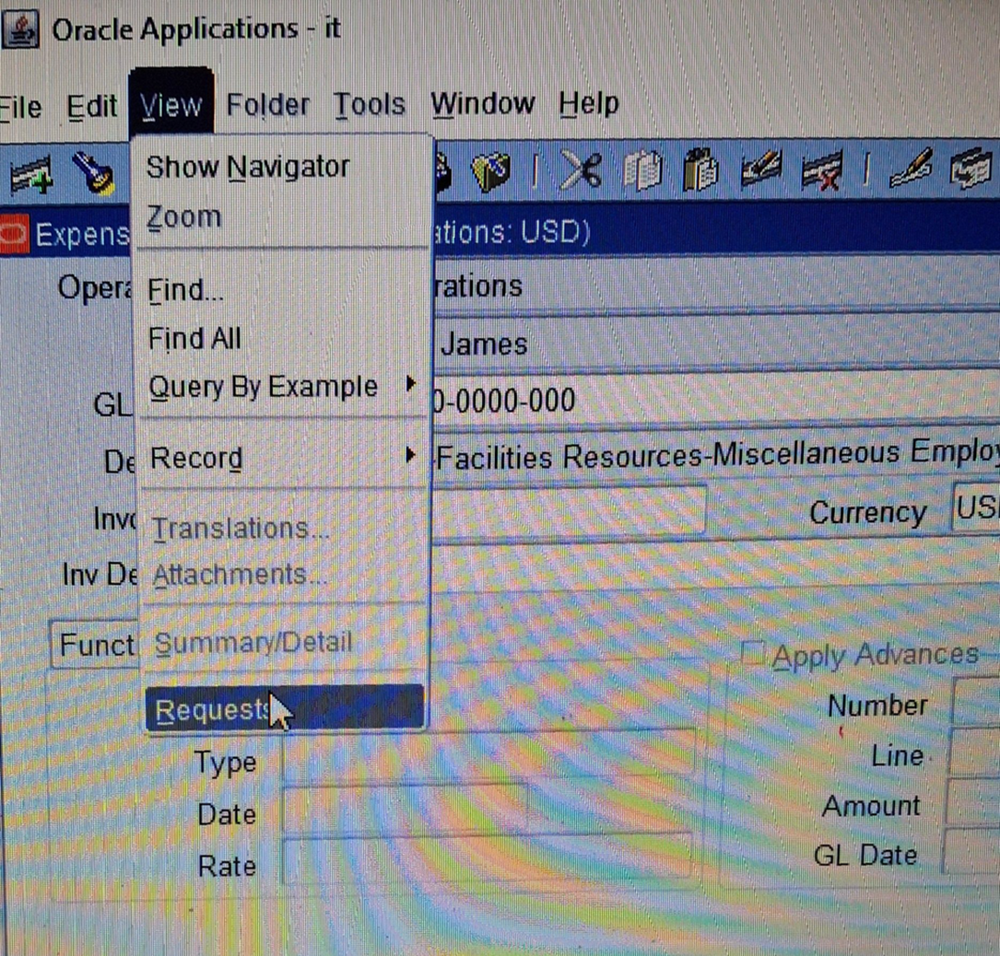 Oracle Applications - it
File Edit View Folder Tools Window Help
Show Navigator
Zoom
Expens
ations: USD)
Opera
rations
Find...
Find All
James
Query By Example
GL
0-0000-000
Record
De
-Facilities Resources-Miscellaneous Employ
Invo
Currency
USD
Translations...
Inv De
Attachments...
Funct
Summary/Detail
Apply Advances
Requests
Number
Type
Line
Date
Amount
Rate
GL Date